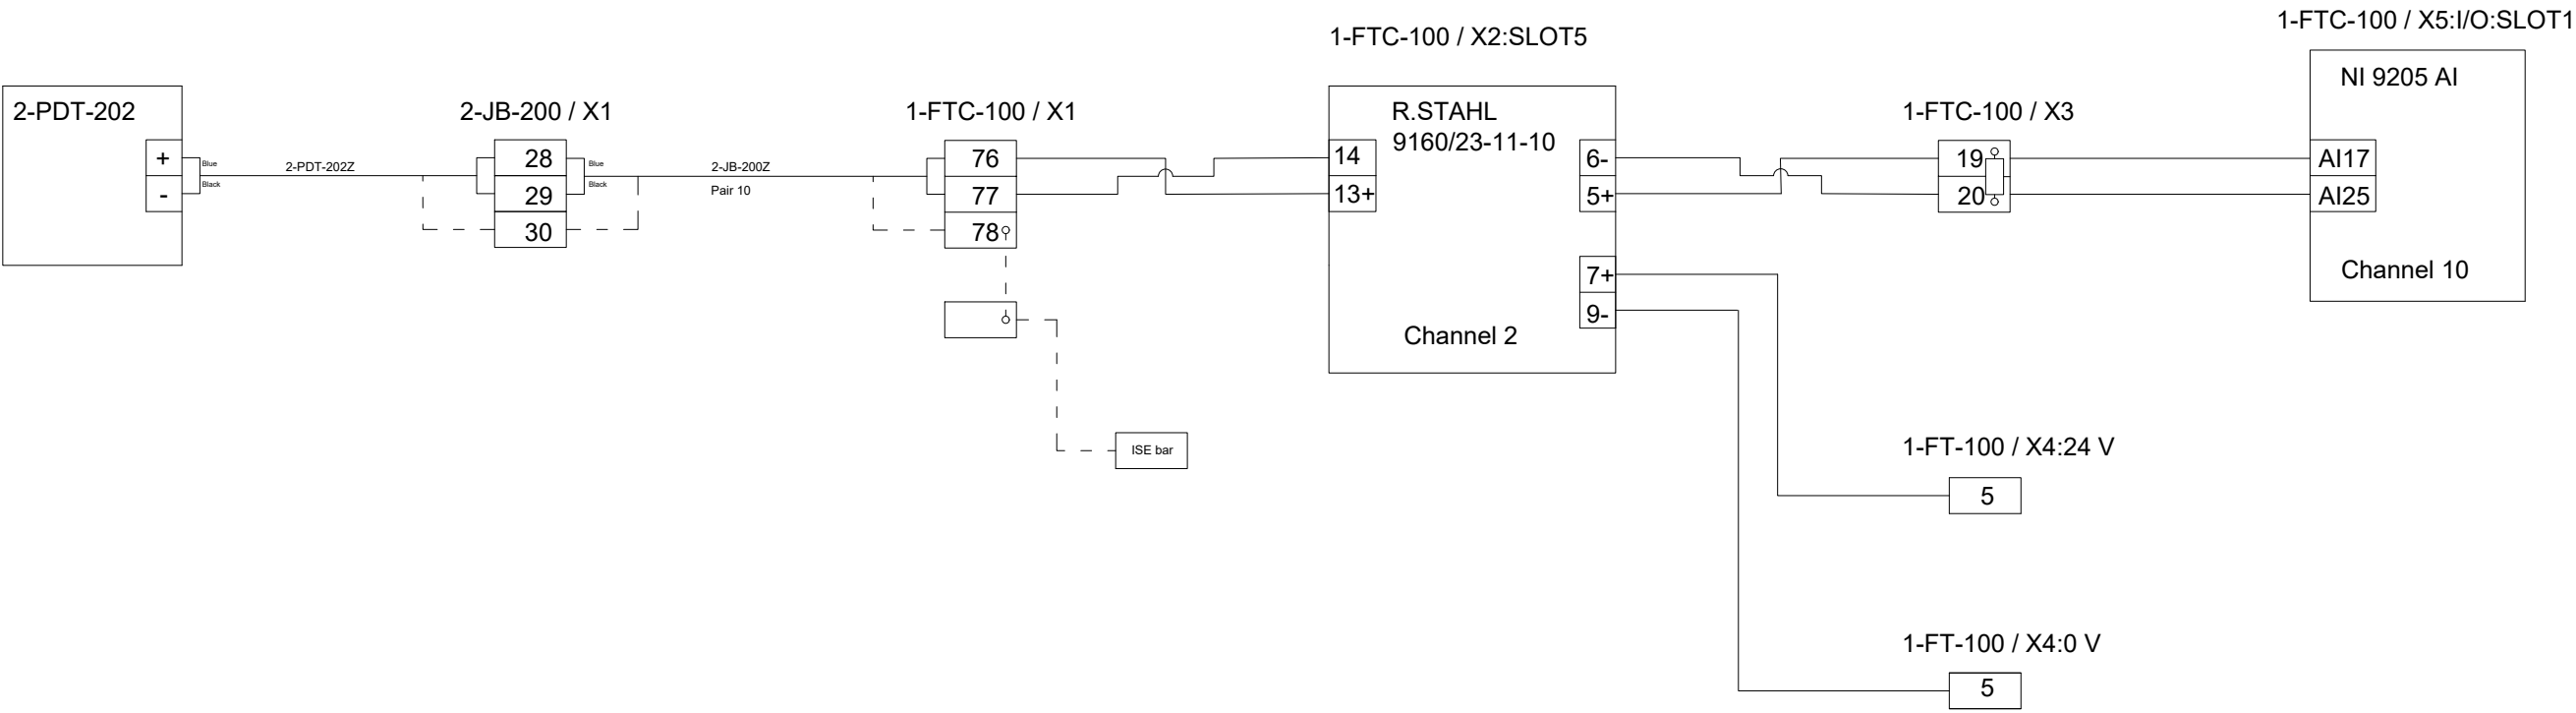 1-FTC-100 / X5:I/O:SLOT1
1-FTC-100 / X2:SLOT5
2-PDT-202
+
-
Blue
Black
2-PDT-202Z
2-JB-200 / X1
28
29
30
Blue
Black
2-JB-200Z
Pair 10
1-FTC-100 / X1
76
77
78
ISE bar
R.STAHL
9160/23-11-10
14
13+
6-
5+
7+
9-
Channel 2
1-FTC-100 / X3
19
20
NI 9205 AI
AI17
AI25
Channel 10
1-FT-100 / X4:24 V
5
1-FT-100 / X4:0 V
5